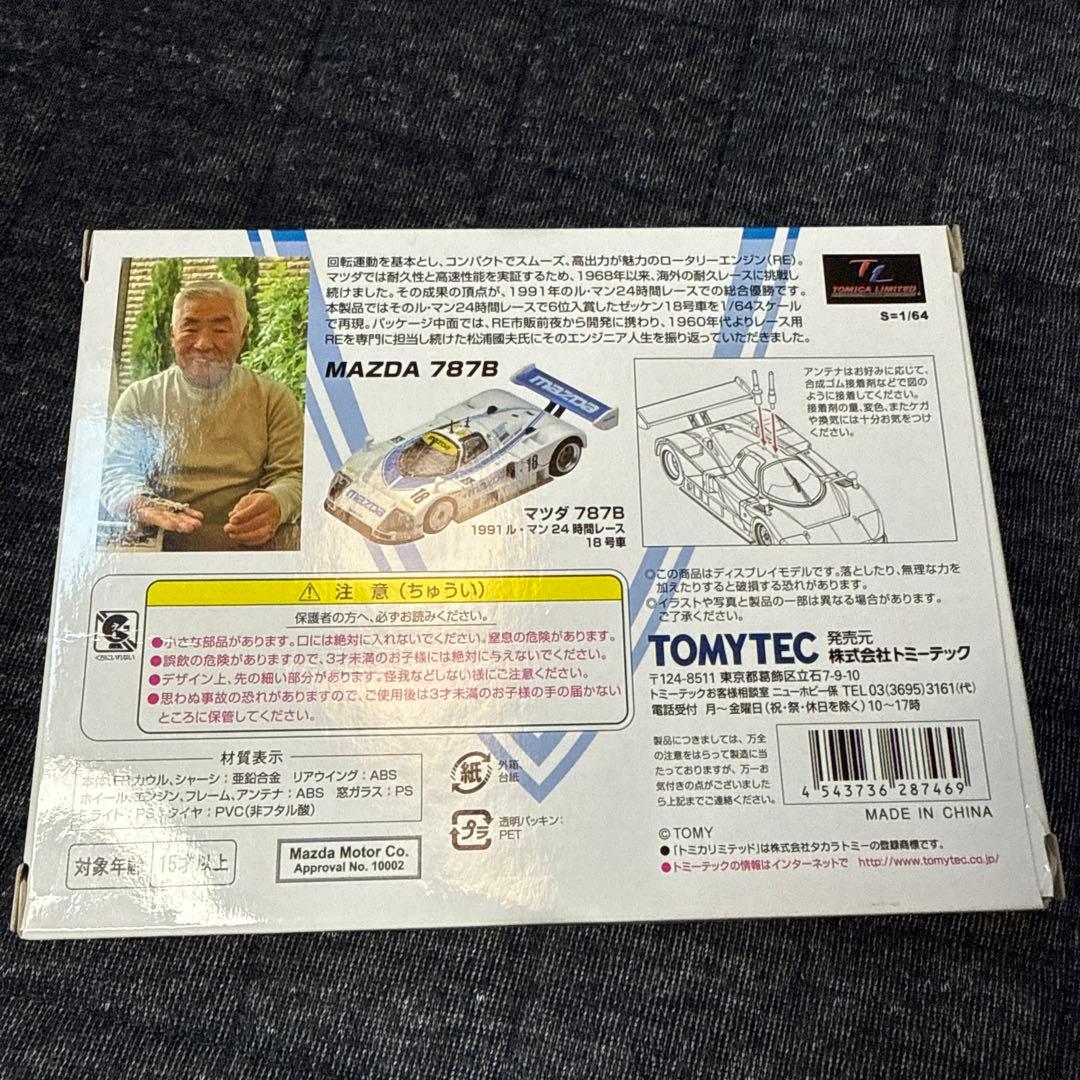 回転運動を基本とし、コンパクトでスムーズ、高出力が魅力のロータリーエンジン(RE)。
マツダでは耐久性と高速性能を実証するため、1968年以来、海外の耐久レースに挑戦し
続けました。その成果の頂点が、1991年のル・マン24時間レースでの総合優勝です。
本製品ではそのル・マン24時間レースで6位入賞したゼッケン18号車を1/64スケール
で再現。パッケージ中面では、RE市販前夜から開発に携わり、1960年代よりレース用
REを専門に担当し続けた松浦國夫氏にそのエンジニア人生を振り返っていただきました。
TL
TOMICA LIMITED
S=1/64
MAZDA 787B
mazda
mazda
18
18
マツダ 787B
1991 ル・マン 24 時間レース
18 号車
アンテナはお好みに応じて、
合成ゴム接着剤などで図の
ように接着してください。
接着剤の量、変色、またケガ
や換気には十分お気をつけ
ください。
注 意 (ちゅうい)
保護者の方へ、必ずお読みください。
●小さな部品があります。口には絶対に入れないでください。窒息の危険があります。
●誤飲の危険がありますので、3才未満のお子様には絶対に与えないでください。
●デザイン上、先の細い部分があります。怪我などしない様にご注意ください。
●思わぬ事故の恐れがありますので、ご使用後は3才未満のお子様の手の届かない
ところに保管してください。
くちにいれない
◎この商品はディスプレイモデルです。落としたり、無理な力を
加えたりすると破損する恐れがあります。
◎イラストや写真と製品の一部は異なる場合があります。
ご了承ください。
TOMYTEC
発売元
株式会社トミーテック
〒124-8511 東京都葛飾区立石7-9-10
トミーテックお客様相談室 ニューホビー係 TEL 03(3695)3161(代)
電話受付 月〜金曜日(祝・祭・休日を除く) 10〜17時
製品につきましては、万全
の注意をはらって製造に当
たっておりますが、万一お
気付きの点がございました
ら上記までご連絡ください。
4 543736 287469
MADE IN CHINA
材質表示
カウル、シャーシ：亜鉛合金 リアウイング：ABS
ホイール、エンジン、フレーム、アンテナ：ABS 窓ガラス：PS
ライト：PS タイヤ：PVC(非フタル酸)
紙
外箱、
台紙
プラ
透明パッキン：
PET
対象年齢 15才以上
Mazda Motor Co.
Approval No. 10002
©TOMY
●「トミカリミテッド」は株式会社タカラトミーの登録商標です。
●トミーテックの情報はインターネットで http://www.tomytec.co.jp/